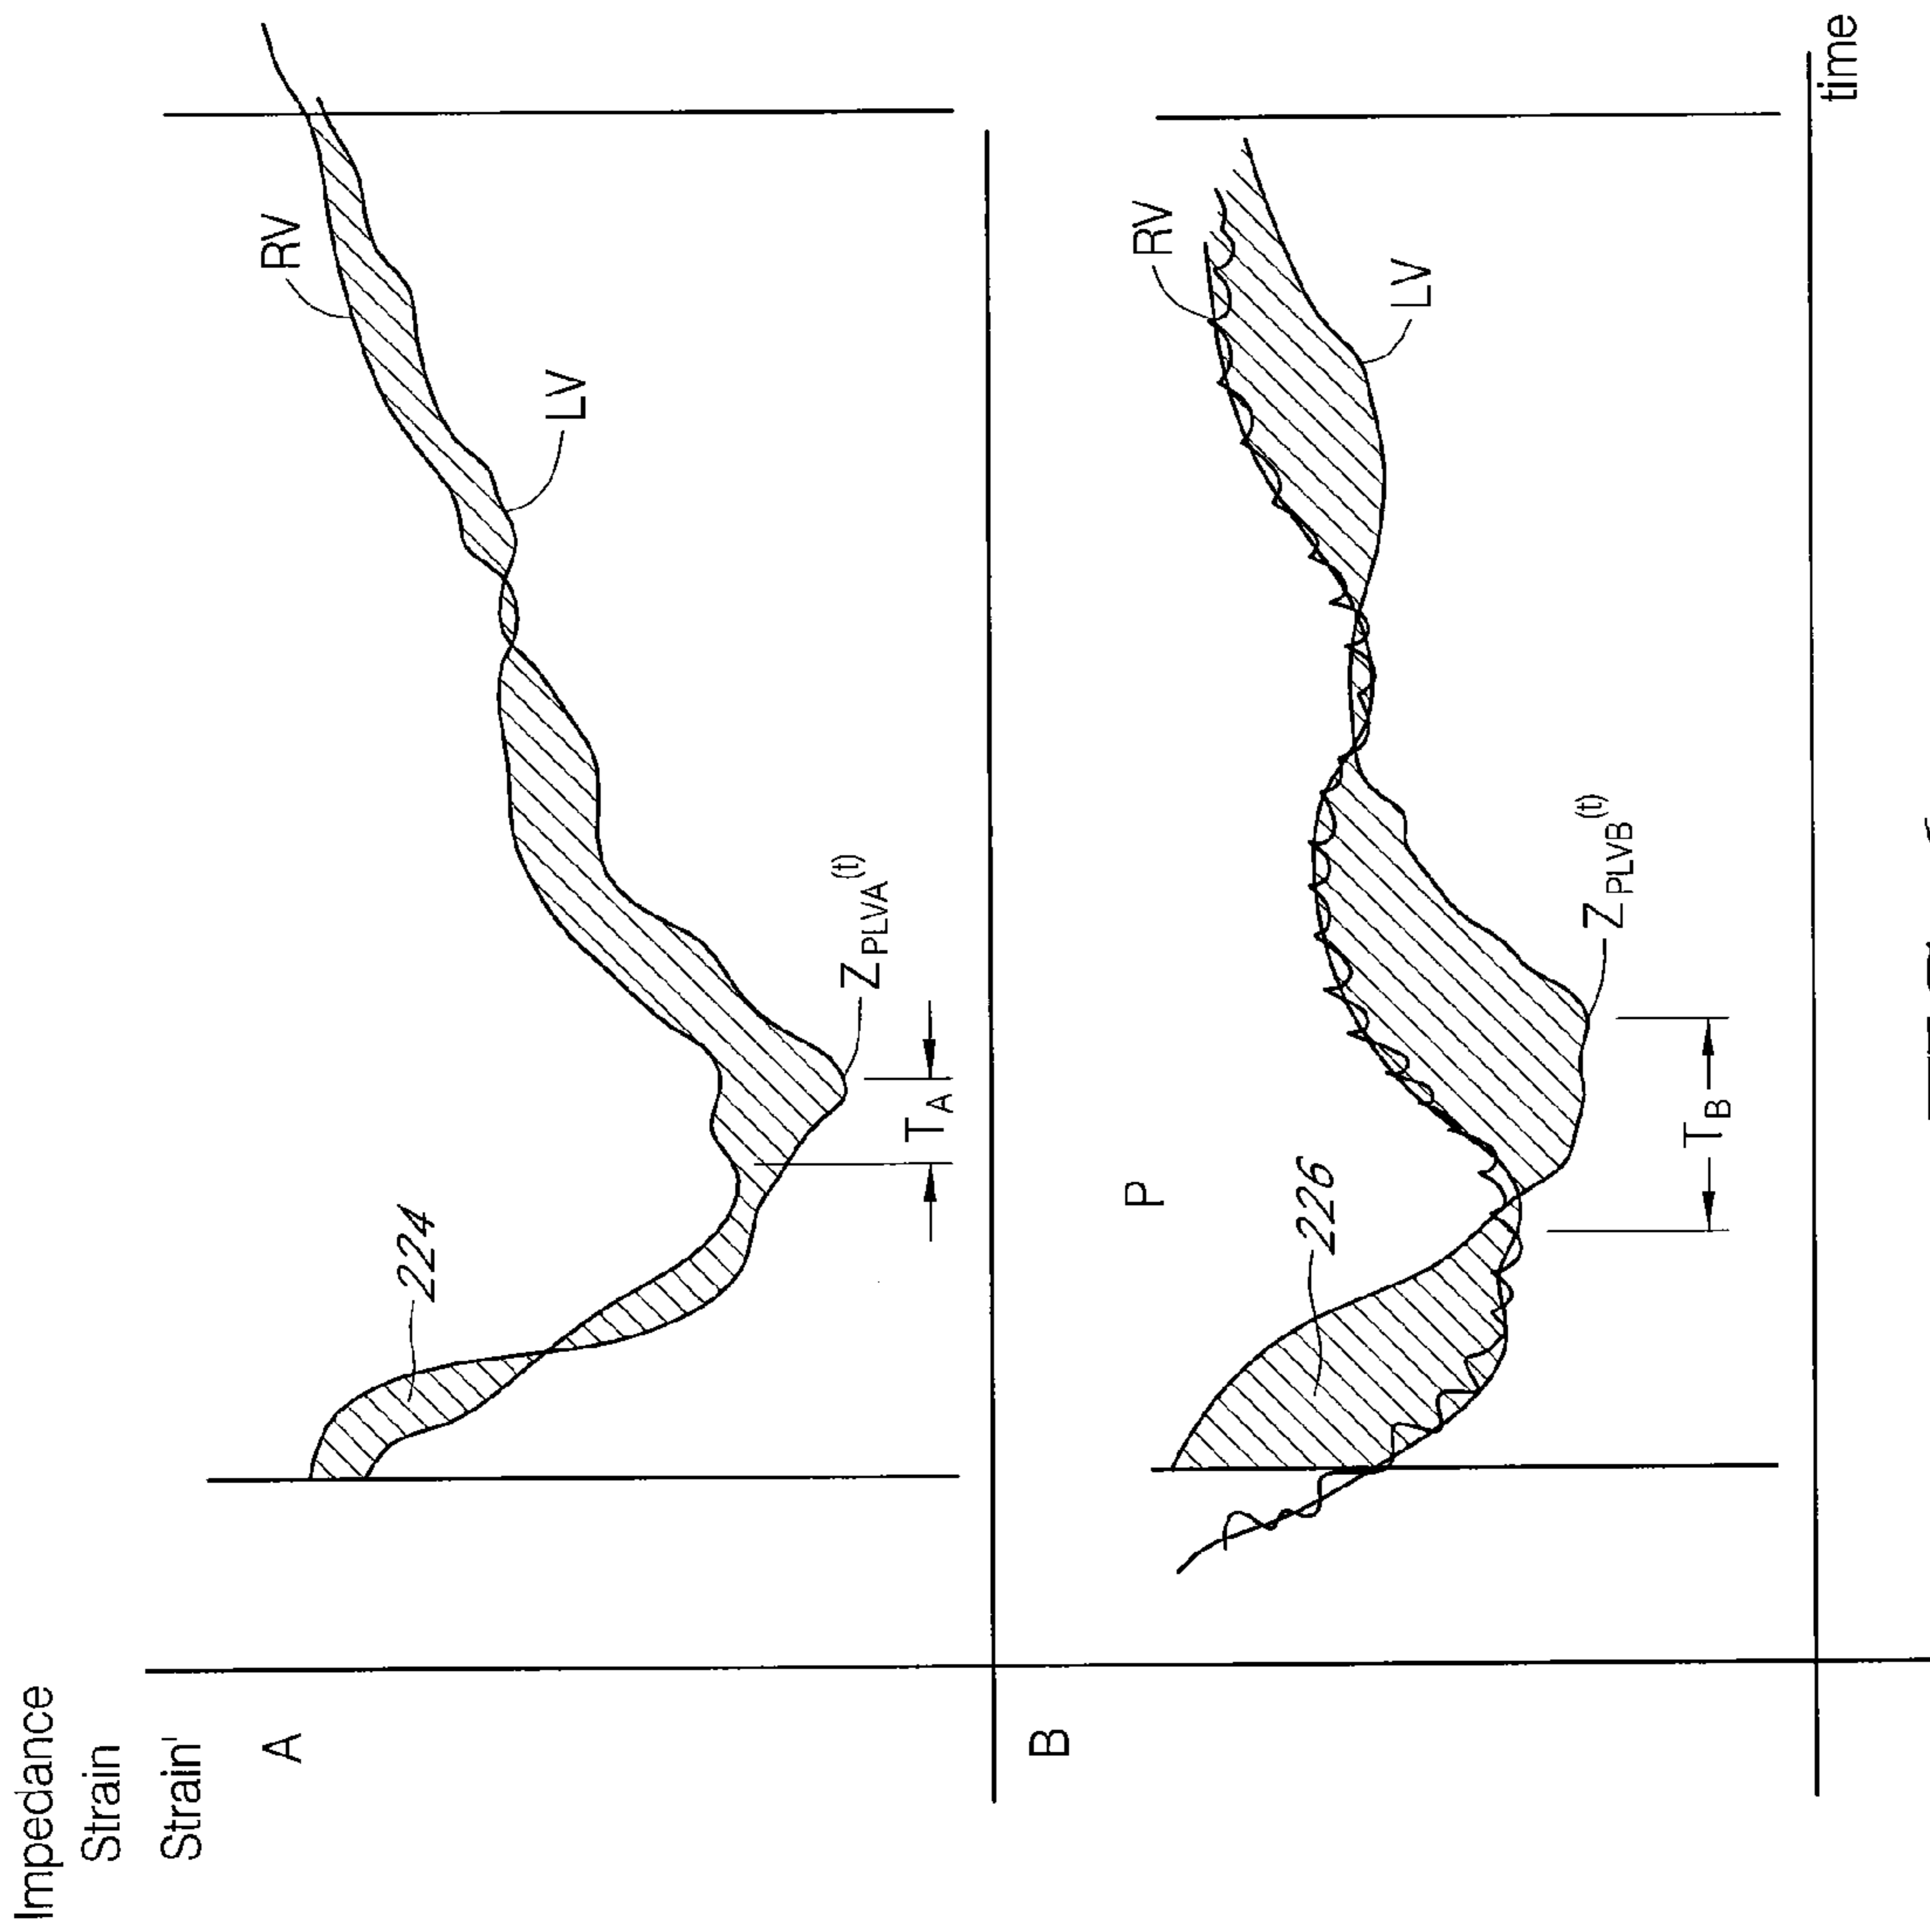 Impedance
Strain
Strain'
A
224
RV
LV
T_A
Z_PLVA^(t)
B
P
226
RV
LV
T_B
Z_PLVB^(t)
time